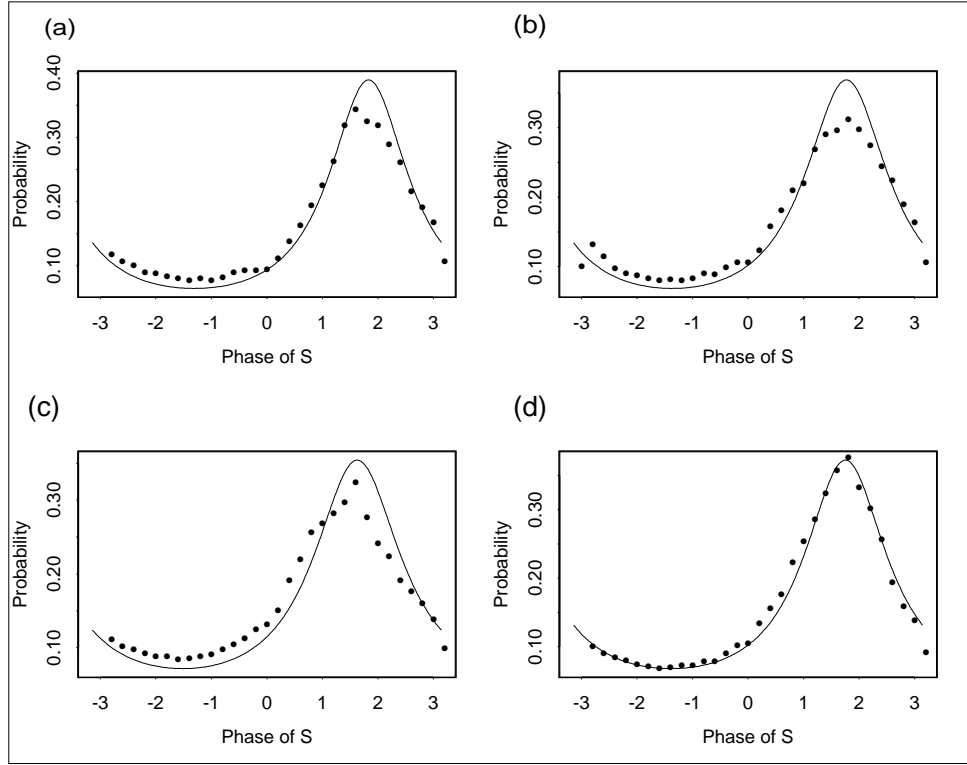 (a)
0.40
0.30
0.20
0.10
Probability
-3 -2 -1 0 1 2 3
Phase of S
(b)
0.30
0.20
0.10
Probability
-3 -2 -1 0 1 2 3
Phase of S
(c)
0.30
0.20
0.10
Probability
-3 -2 -1 0 1 2 3
Phase of S
(d)
0.30
0.20
0.10
Probability
-3 -2 -1 0 1 2 3
Phase of S